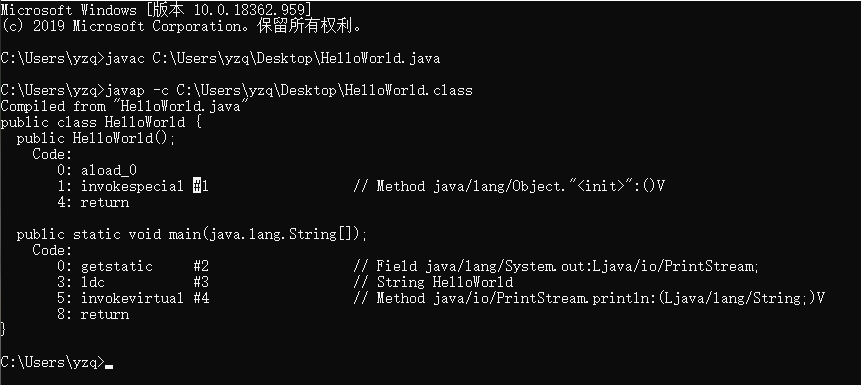 Microsoft Windows [版本 10.0.18362.959]
(c) 2019 Microsoft Corporation。保留所有权利。
C:\Users\yzq>javac C:\Users\yzq\Desktop\HelloWorld.java
C:\Users\yzq>javap -c C:\Users\yzq\Desktop\HelloWorld.class
Compiled from "HelloWorld.java"
public class HelloWorld {
  public HelloWorld();
    Code:
       0: aload_0
       1: invokespecial #1                  // Method java/lang/Object."<init>":()V
       4: return
  public static void main(java.lang.String[]);
    Code:
       0: getstatic     #2                  // Field java/lang/System.out:Ljava/io/PrintStream;
       3: ldc           #3                  // String HelloWorld
       5: invokevirtual #4                  // Method java/io/PrintStream.println:(Ljava/lang/String;)V
       8: return
}
C:\Users\yzq>